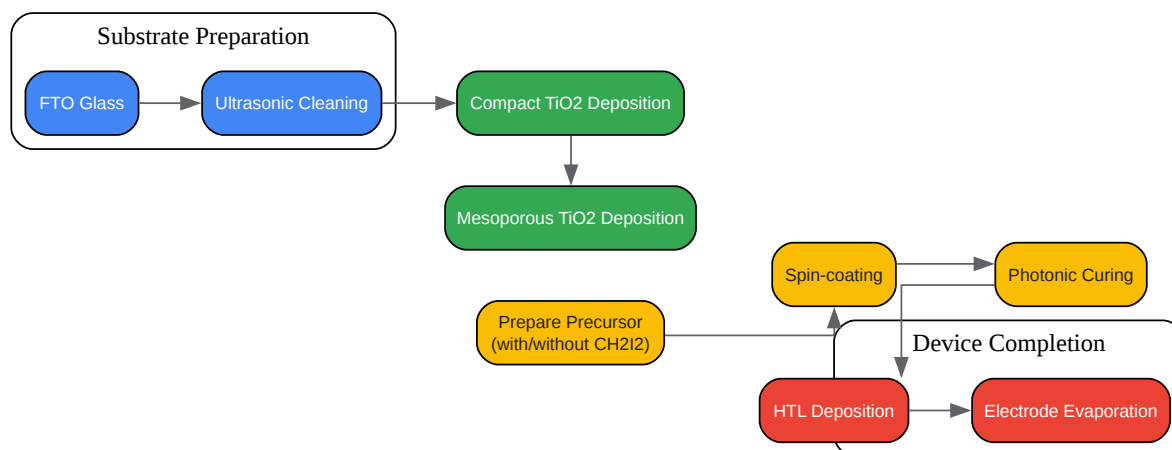 Substrate Preparation
FTO Glass
Ultrasonic Cleaning
Compact TiO2 Deposition
Mesoporous TiO2 Deposition
Spin-coating
Photonic Curing
Prepare Precursor
(with/without CH2I2)
Device Completion
HTL Deposition
Electrode Evaporation